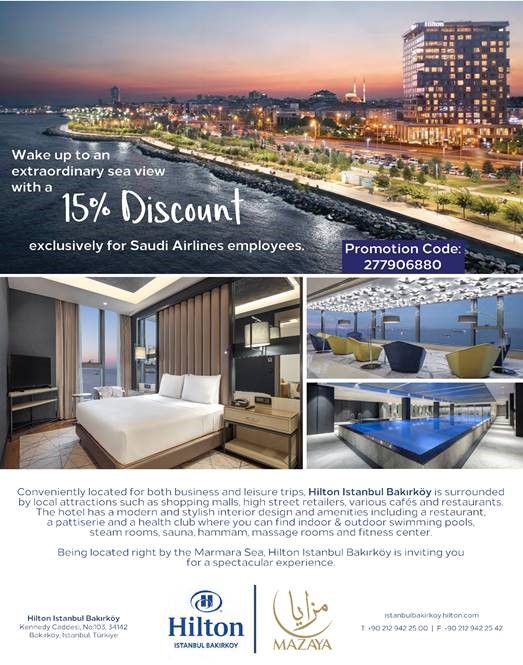 Hilton
Wake up to an
extraordinary sea view
with a
15% Discount
exclusively for Saudi Airlines employees.
Promotion Code:
277906880
Conveniently located for both business and leisure trips, Hilton Istanbul Bakırköy is surrounded
by local attractions such as shopping malls, high street retailers, various cafés and restaurants.
The hotel has a modern and stylish interior design and amenities including a restaurant,
a pattiserie and a health club where you can find indoor & outdoor swimming pools,
steam rooms, sauna, hammam, massage rooms and fitness center.
Being located right by the Marmara Sea, Hilton Istanbul Bakırköy is inviting you
for a spectacular experience.
Hilton Istanbul Bakırköy
Kennedy Caddesi, No:103, 34142
Bakırköy, Istanbul, Türkiye
Hilton
ISTANBUL BAKIRKOY
مزايا
MAZAYA
istanbulbakirkoy.hilton.com
T: +90 212 942 25 00 | F: +90 212 942 25 42